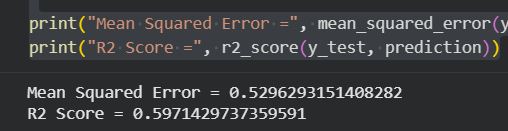 print("Mean Squared Error =", mean_squared_error(y
print("R2 Score =", r2_score(y_test, prediction))
Mean Squared Error = 0.5296293151408282
R2 Score = 0.5971429737359591